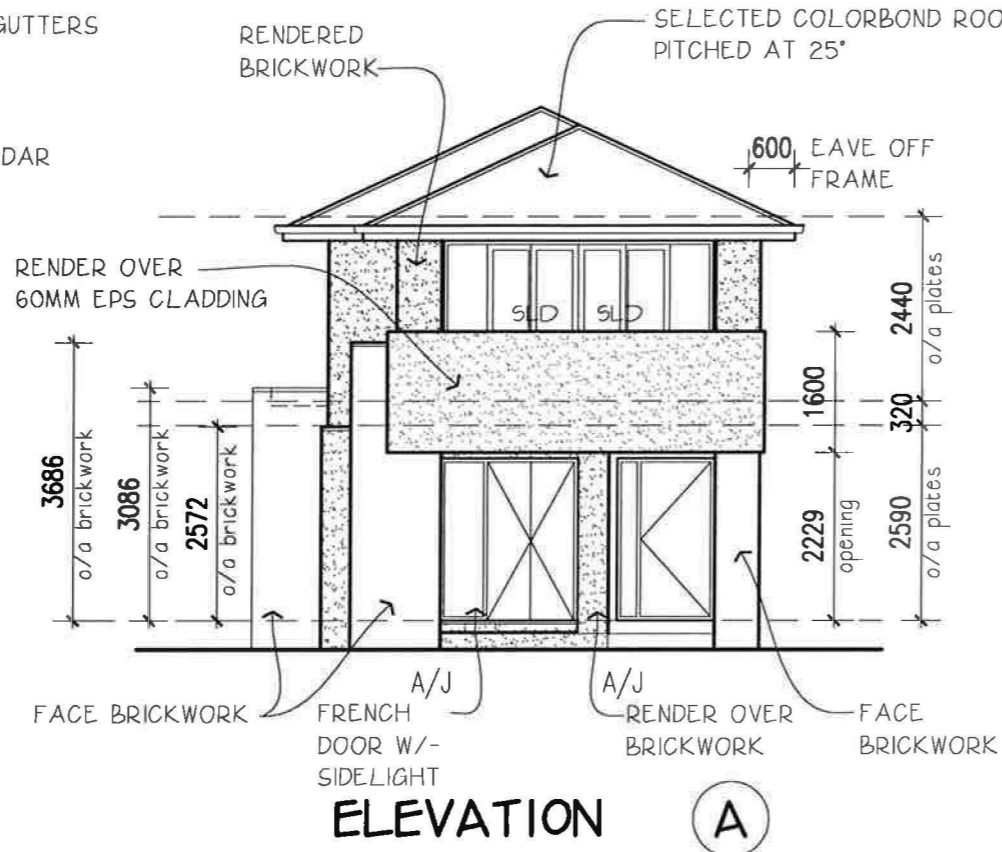 GUTTERS
RENDERED
BRICKWORK
SELECTED COLORBOND ROO
PITCHED AT 25°
DAR
600 EAVE OFF
FRAME
RENDER OVER
60MM EPS CLADDING
SLD SLD
2440
o/a plates
1600
320
3686
o/a brickwork
3086
o/a brickwork
2572
o/a brickwork
2229
opening
2590
o/a plates
A/J A/J
FACE BRICKWORK
FRENCH
DOOR W/-
SIDELIGHT
RENDER OVER
BRICKWORK
FACE
BRICKWORK
ELEVATION A